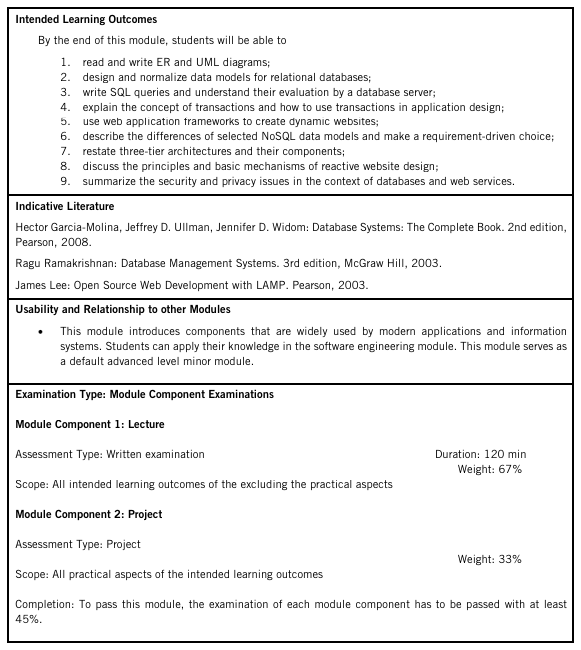 Intended Learning Outcomes
By the end of this module, students will be able to
1. read and write ER and UML diagrams;
2. design and normalize data models for relational databases;
3. write SQL queries and understand their evaluation by a database server;
4. explain the concept of transactions and how to use transactions in application design;
5. use web application frameworks to create dynamic websites;
6. describe the differences of selected NoSQL data models and make a requirement-driven choice;
7. restate three-tier architectures and their components;
8. discuss the principles and basic mechanisms of reactive website design;
9. summarize the security and privacy issues in the context of databases and web services.
Indicative Literature
Hector Garcia-Molina, Jeffrey D. Ullman, Jennifer D. Widom: Database Systems: The Complete Book. 2nd edition,
Pearson, 2008.
Ragu Ramakrishnan: Database Management Systems. 3rd edition, McGraw Hill, 2003.
James Lee: Open Source Web Development with LAMP. Pearson, 2003.
Usability and Relationship to other Modules
• This module introduces components that are widely used by modern applications and information
systems. Students can apply their knowledge in the software engineering module. This module serves as
a default advanced level minor module.
Examination Type: Module Component Examinations
Module Component 1: Lecture
Assessment Type: Written examination Duration: 120 min
Weight: 67%
Scope: All intended learning outcomes of the excluding the practical aspects
Module Component 2: Project
Assessment Type: Project
Weight: 33%
Scope: All practical aspects of the intended learning outcomes
Completion: To pass this module, the examination of each module component has to be passed with at least
45%.